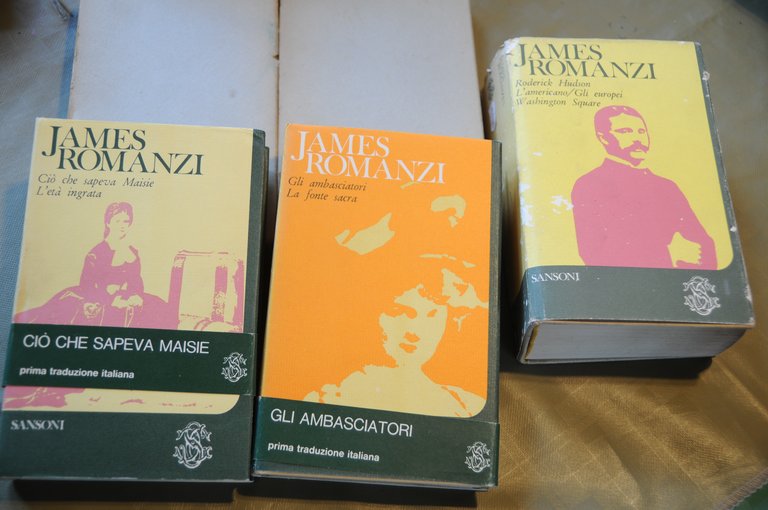 JAMES
ROMANZI
Ciò che sapeva Maisie
L'età ingrata
CIÒ CHE SAPEVA MAISIE
prima traduzione italiana
SANSONI
JAMES
ROMANZI
Gli ambasciatori
La fonte sacra
GLI AMBASCIATORI
prima traduzione italiana
JAMES
ROMANZI
Roderick Hudson
L'americano/Gli europei
Washington Square
SANSONI